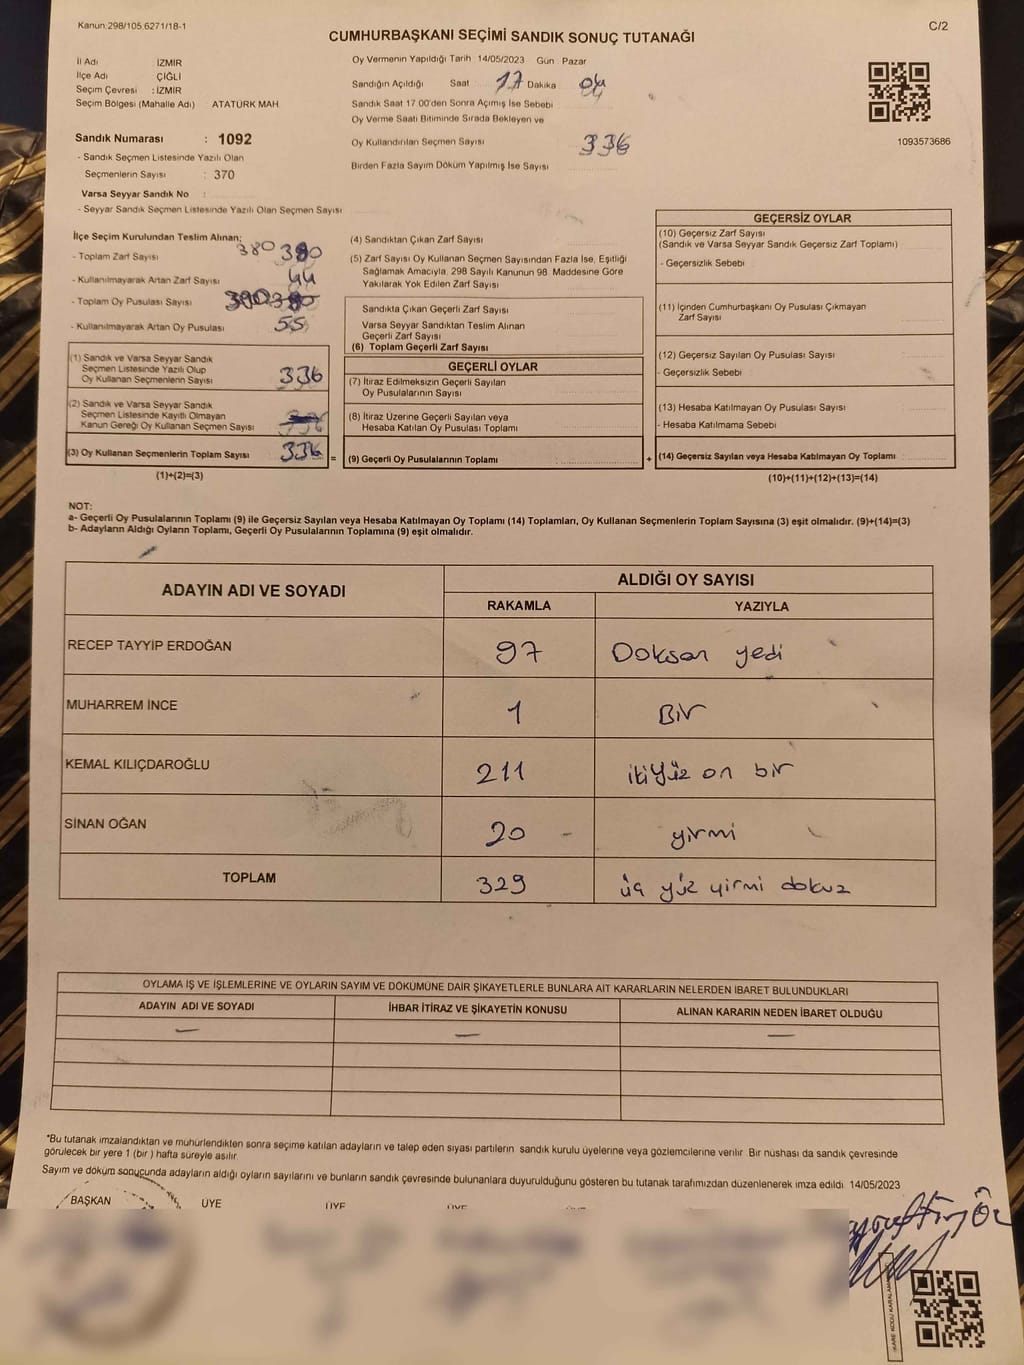 Kanun:298/105,6271/18-1
C/2
CUMHURBAŞKANI SEÇİMİ SANDIK SONUÇ TUTANAĞI
İl Adı İZMİR
İlçe Adı ÇİĞLİ
Seçim Çevresi : İZMİR
Seçim Bölgesi (Mahalle Adı) ATATÜRK MAH
Sandık Numarası : 1092
- Sandık Seçmen Listesinde Yazılı Olan
Seçmenlerin Sayısı : 370
Varsa Seyyar Sandık No :
- Seyyar Sandık Seçmen Listesinde Yazılı Olan Seçmen Sayısı
Oy Vermenin Yapıldığı Tarih 14/05/2023 Gün Pazar
Sandığın Açıldığı Saat 17 Dakika
Sandık Saat 17.00'den Sonra Açımış İse Sebebi
Oy Verme Saati Bitiminde Sırada Bekleyen ve
Oy Kullandırılan Seçmen Sayısı 336
Birden Fazla Sayım Döküm Yapılmış İse Sayısı
1093573686
İlçe Seçim Kurulundan Teslim Alınan;
- Toplam Zarf Sayısı 380 380
- Kullanılmayarak Artan Zarf Sayısı 44
- Toplam Oy Pusulası Sayısı
- Kullanılmayarak Artan Oy Pusulası 55
(1) Sandık ve Varsa Seyyar Sandık
Seçmen Listesinde Yazılı Olup
Oy Kullanan Seçmenlerin Sayısı 336
(2) Sandık ve Varsa Seyyar Sandık
Seçmen Listesinde Kayıtlı Olmayan
Kanun Gereği Oy Kullanan Seçmen Sayısı
(3) Oy Kullanan Seçmenlerin Toplam Sayısı 336
(1)+(2)=(3)
(4) Sandıktan Çıkan Zarf Sayısı
(5) Zarf Sayısı Oy Kullanan Seçmen Sayısından Fazla İse, Eşitliği
Sağlamak Amacıyla, 298 Sayılı Kanunun 98. Maddesine Göre
Yakılarak Yok Edilen Zarf Sayısı
Sandıkta Çıkan Geçerli Zarf Sayısı
Varsa Seyyar Sandıktan Teslim Alınan
Geçerli Zarf Sayısı
(6) Toplam Geçerli Zarf Sayısı
GEÇERLİ OYLAR
(7) İtiraz Edilmeksizin Geçerli Sayılan
Oy Pusulalarının Sayısı
(8) İtiraz Üzerine Geçerli Sayılan veya
Hesaba Katılan Oy Pusulası Toplamı
= (9) Geçerli Oy Pusulalarının Toplamı
GEÇERSİZ OYLAR
(10) Geçersiz Zarf Sayısı
(Sandık ve Varsa Seyyar Sandık Geçersiz Zarf Toplamı)
- Geçersizlik Sebebi
(11) İçinden Cumhurbaşkanı Oy Pusulası Çıkmayan
Zarf Sayısı
(12) Geçersiz Sayılan Oy Pusulası Sayısı
- Geçersizlik Sebebi
(13) Hesaba Katılmayan Oy Pusulası Sayısı
- Hesaba Katılmama Sebebi
+ (14) Geçersiz Sayılan veya Hesaba Katılmayan Oy Toplamı
(10)+(11)+(12)+(13)=(14)
NOT:
a- Geçerli Oy Pusulalarının Toplamı (9) ile Geçersiz Sayılan veya Hesaba Katılmayan Oy Toplamı (14) Toplamları, Oy Kullanan Seçmenlerin Toplam Sayısına (3) eşit olmalıdır. (9)+(14)=(3)
b- Adayların Aldığı Oyların Toplamı, Geçerli Oy Pusulalarının Toplamına (9) eşit olmalıdır.
ADAYIN ADI VE SOYADI
ALDIĞI OY SAYISI
RAKAMLA YAZIYLA
RECEP TAYYİP ERDOĞAN 97 Doksan yedi
MUHARREM İNCE 1 Bir
KEMAL KILIÇDAROĞLU 211 ikiyüz on bir
SİNAN OĞAN 20 - yirmi
TOPLAM 329 üç yüz yirmi dokuz
OYLAMA İŞ VE İŞLEMLERİNE VE OYLARIN SAYIM VE DÖKÜMÜNE DAİR ŞİKAYETLERLE BUNLARA AİT KARARLARIN NELERDEN İBARET BULUNDUKLARI
ADAYIN ADI VE SOYADI İHBAR İTİRAZ VE ŞİKAYETİN KONUSU ALINAN KARARIN NEDEN İBARET OLDUĞU
— — —
*Bu tutanak imzalandıktan ve mühürlendikten sonra seçime katılan adayların ve talep eden siyasi partilerin sandık kurulu üyelerine veya gözlemcilerine verilir. Bir nüshası da sandık çevresinde
görülecek bir yere 1 (bir ) hafta süreyle asılır.
Sayım ve döküm sonuçunda adayların aldığı oyların sayılarını ve bunların sandık çevresinde bulunanlara duyurulduğunu gösteren bu tutanak tarafımızdan düzenlenerek imza edildi. 14/05/2023
BAŞKAN ÜYE ÜYE ÜYE